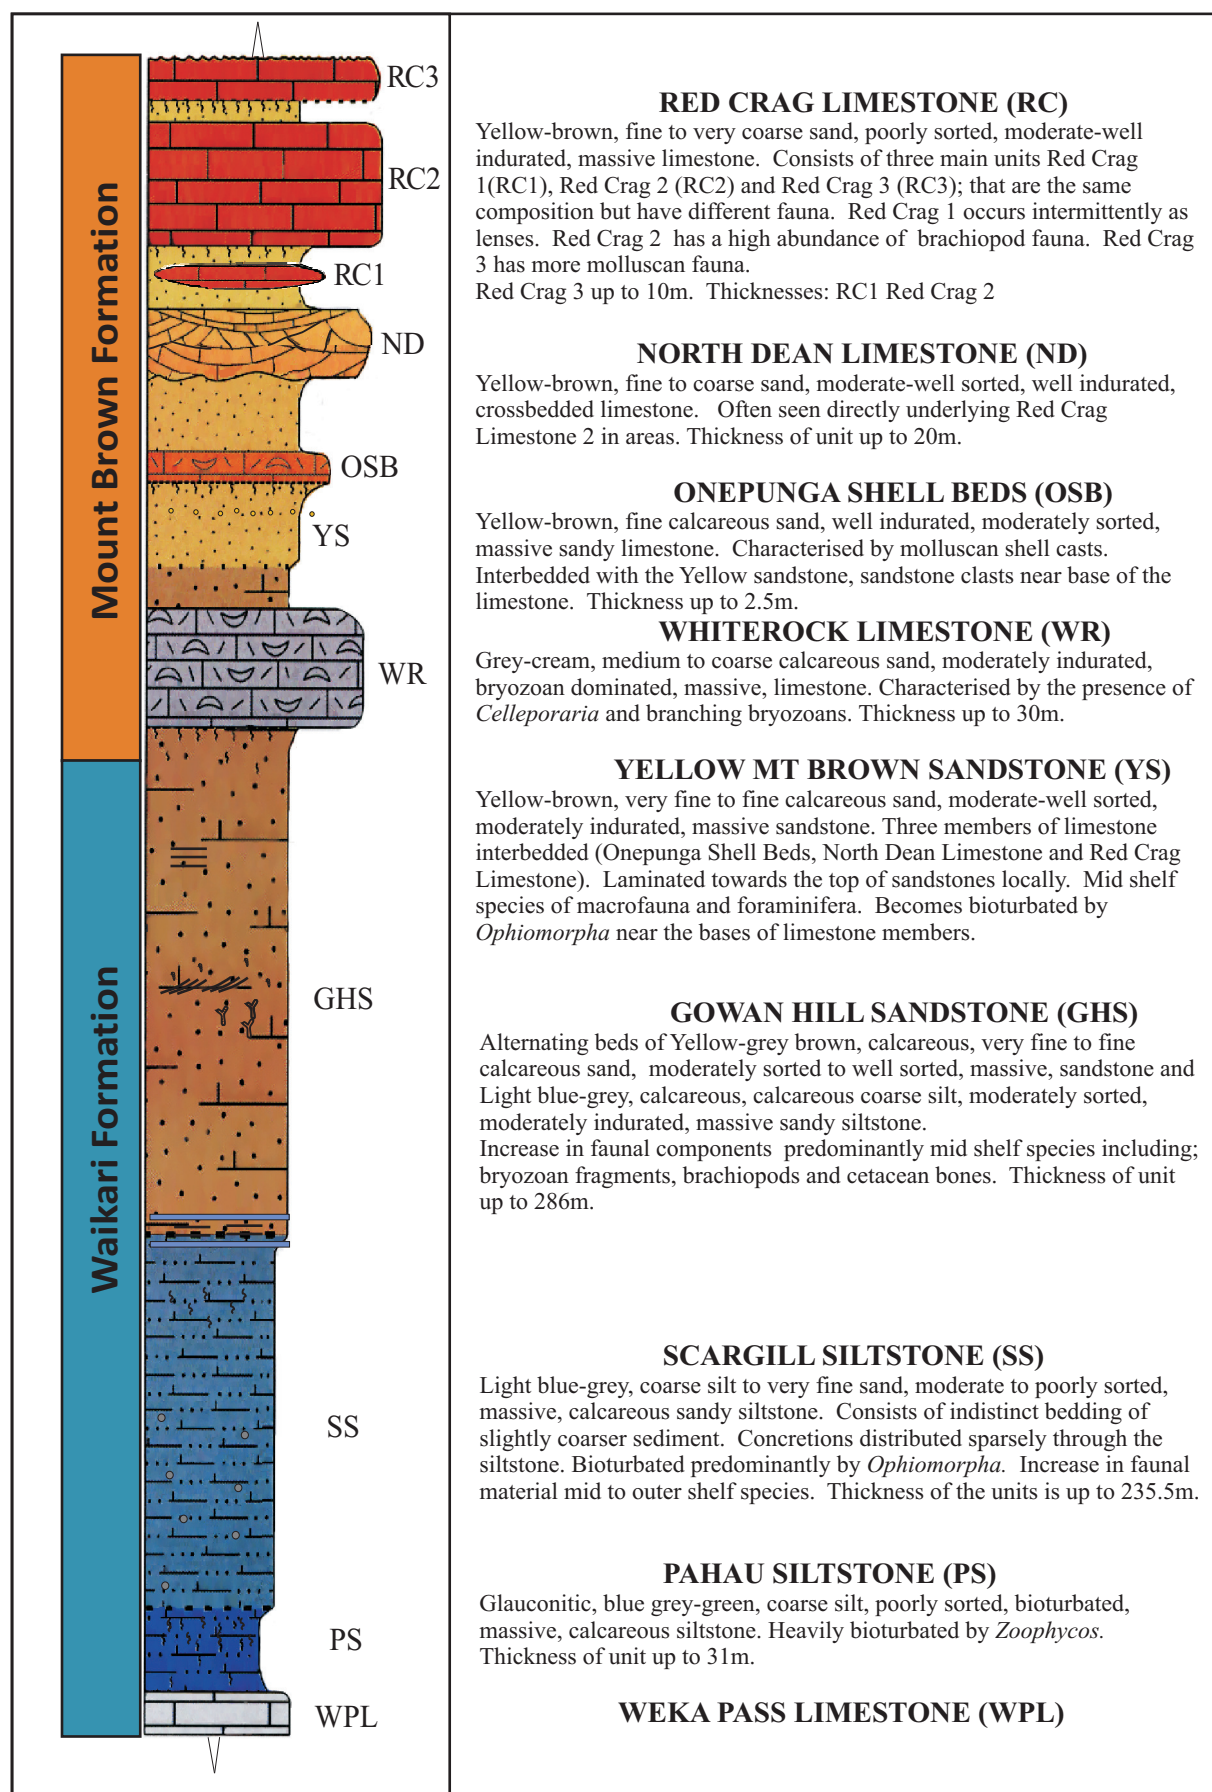 Mount Brown Formation
Waikari Formation
RC3
RC2
RC1
ND
OSB
YS
WR
GHS
SS
PS
WPL
RED CRAG LIMESTONE (RC)
Yellow-brown, fine to very coarse sand, poorly sorted, moderate-well
indurated, massive limestone. Consists of three main units Red Crag
1(RC1), Red Crag 2 (RC2) and Red Crag 3 (RC3); that are the same
composition but have different fauna. Red Crag 1 occurs intermittently as
lenses. Red Crag 2 has a high abundance of brachiopod fauna. Red Crag
3 has more molluscan fauna.
Red Crag 3 up to 10m. Thicknesses: RC1 Red Crag 2
NORTH DEAN LIMESTONE (ND)
Yellow-brown, fine to coarse sand, moderate-well sorted, well indurated,
crossbedded limestone. Often seen directly underlying Red Crag
Limestone 2 in areas. Thickness of unit up to 20m.
ONEPUNGA SHELL BEDS (OSB)
Yellow-brown, fine calcareous sand, well indurated, moderately sorted,
massive sandy limestone. Characterised by molluscan shell casts.
Interbedded with the Yellow sandstone, sandstone clasts near base of the
limestone. Thickness up to 2.5m.
WHITEROCK LIMESTONE (WR)
Grey-cream, medium to coarse calcareous sand, moderately indurated,
bryozoan dominated, massive, limestone. Characterised by the presence of
Celleporaria and branching bryozoans. Thickness up to 30m.
YELLOW MT BROWN SANDSTONE (YS)
Yellow-brown, very fine to fine calcareous sand, moderate-well sorted,
moderately indurated, massive sandstone. Three members of limestone
interbedded (Onepunga Shell Beds, North Dean Limestone and Red Crag
Limestone). Laminated towards the top of sandstones locally. Mid shelf
species of macrofauna and foraminifera. Becomes bioturbated by
Ophiomorpha near the bases of limestone members.
GOWAN HILL SANDSTONE (GHS)
Alternating beds of Yellow-grey brown, calcareous, very fine to fine
calcareous sand, moderately sorted to well sorted, massive, sandstone and
Light blue-grey, calcareous, calcareous coarse silt, moderately sorted,
moderately indurated, massive sandy siltstone.
Increase in faunal components predominantly mid shelf species including;
bryozoan fragments, brachiopods and cetacean bones. Thickness of unit
up to 286m.
SCARGILL SILTSTONE (SS)
Light blue-grey, coarse silt to very fine sand, moderate to poorly sorted,
massive, calcareous sandy siltstone. Consists of indistinct bedding of
slightly coarser sediment. Concretions distributed sparsely through the
siltstone. Bioturbated predominantly by Ophiomorpha. Increase in faunal
material mid to outer shelf species. Thickness of the units is up to 235.5m.
PAHAU SILTSTONE (PS)
Glauconitic, blue grey-green, coarse silt, poorly sorted, bioturbated,
massive, calcareous siltstone. Heavily bioturbated by Zoophycos.
Thickness of unit up to 31m.
WEKA PASS LIMESTONE (WPL)